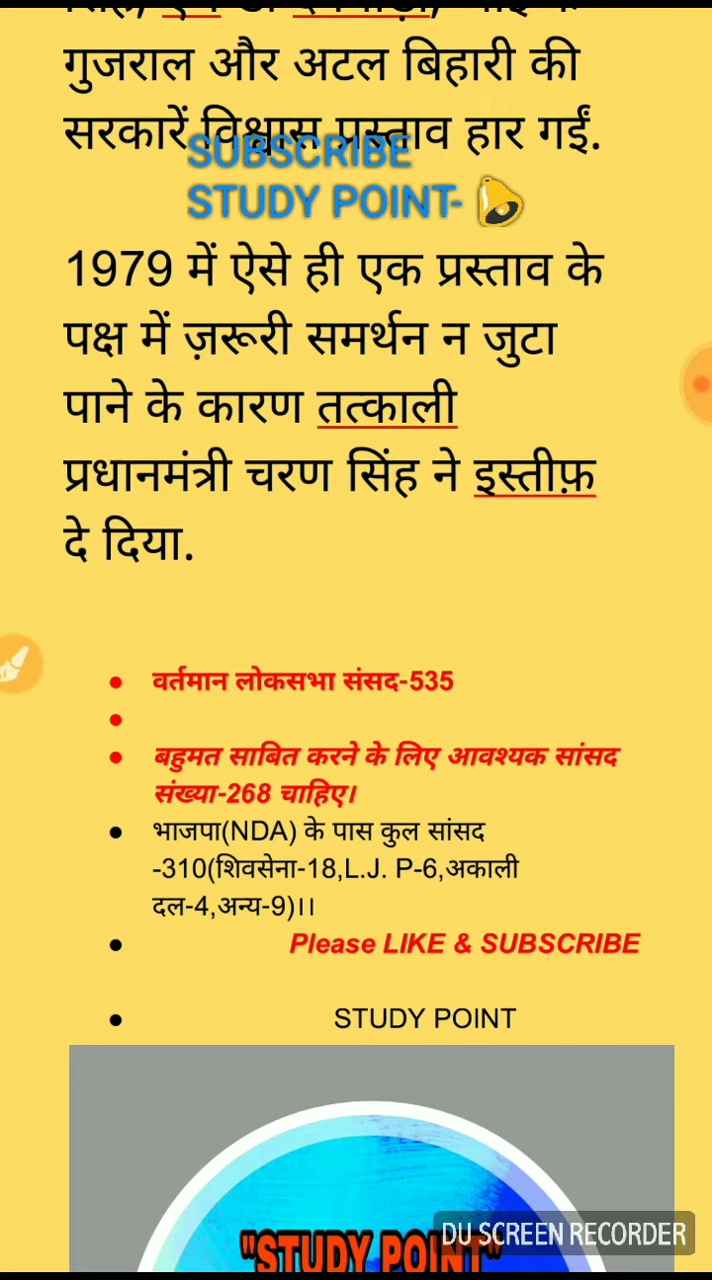 गुजराल और अटल बिहारी की
सरकारें विश्वास प्रस्ताव हार गईं.
SUBSCRIBE
STUDY POINT-
1979 में ऐसे ही एक प्रस्ताव के
पक्ष में ज़रूरी समर्थन न जुटा
पाने के कारण तत्काली
प्रधानमंत्री चरण सिंह ने इस्तीफ़
दे दिया.
वर्तमान लोकसभा संसद-535
बहुमत साबित करने के लिए आवश्यक सांसद
संख्या-268 चाहिए।
भाजपा(NDA) के पास कुल सांसद
-310(शिवसेना-18,L.J. P-6,अकाली
दल-4,अन्य-9)।।
Please LIKE & SUBSCRIBE
STUDY POINT
"STUDY POINT"
DU SCREEN RECORDER